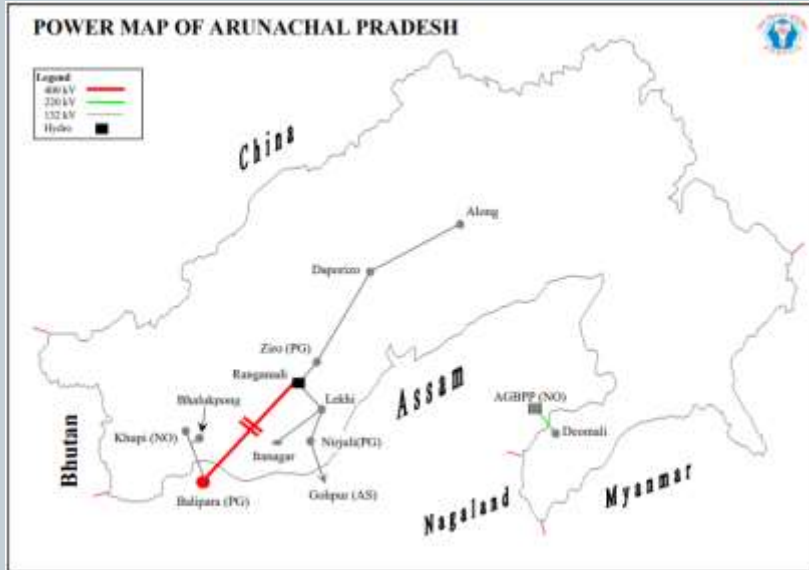 POWER MAP OF ARUNACHAL PRADESH
Legend
400 kV
220 kV
132 kV
Hydro
China
Along
Daporizo
Ziro (PG)
Ranganadi
Assam
Lekhi
AGBPP (NO)
Bhalukpong
Khupi (NO)
Deomali
Nirjuli(PG)
Itanagar
Bhutan
Balipara (PG)
Gohpur (AS)
Nagaland
Myanmar